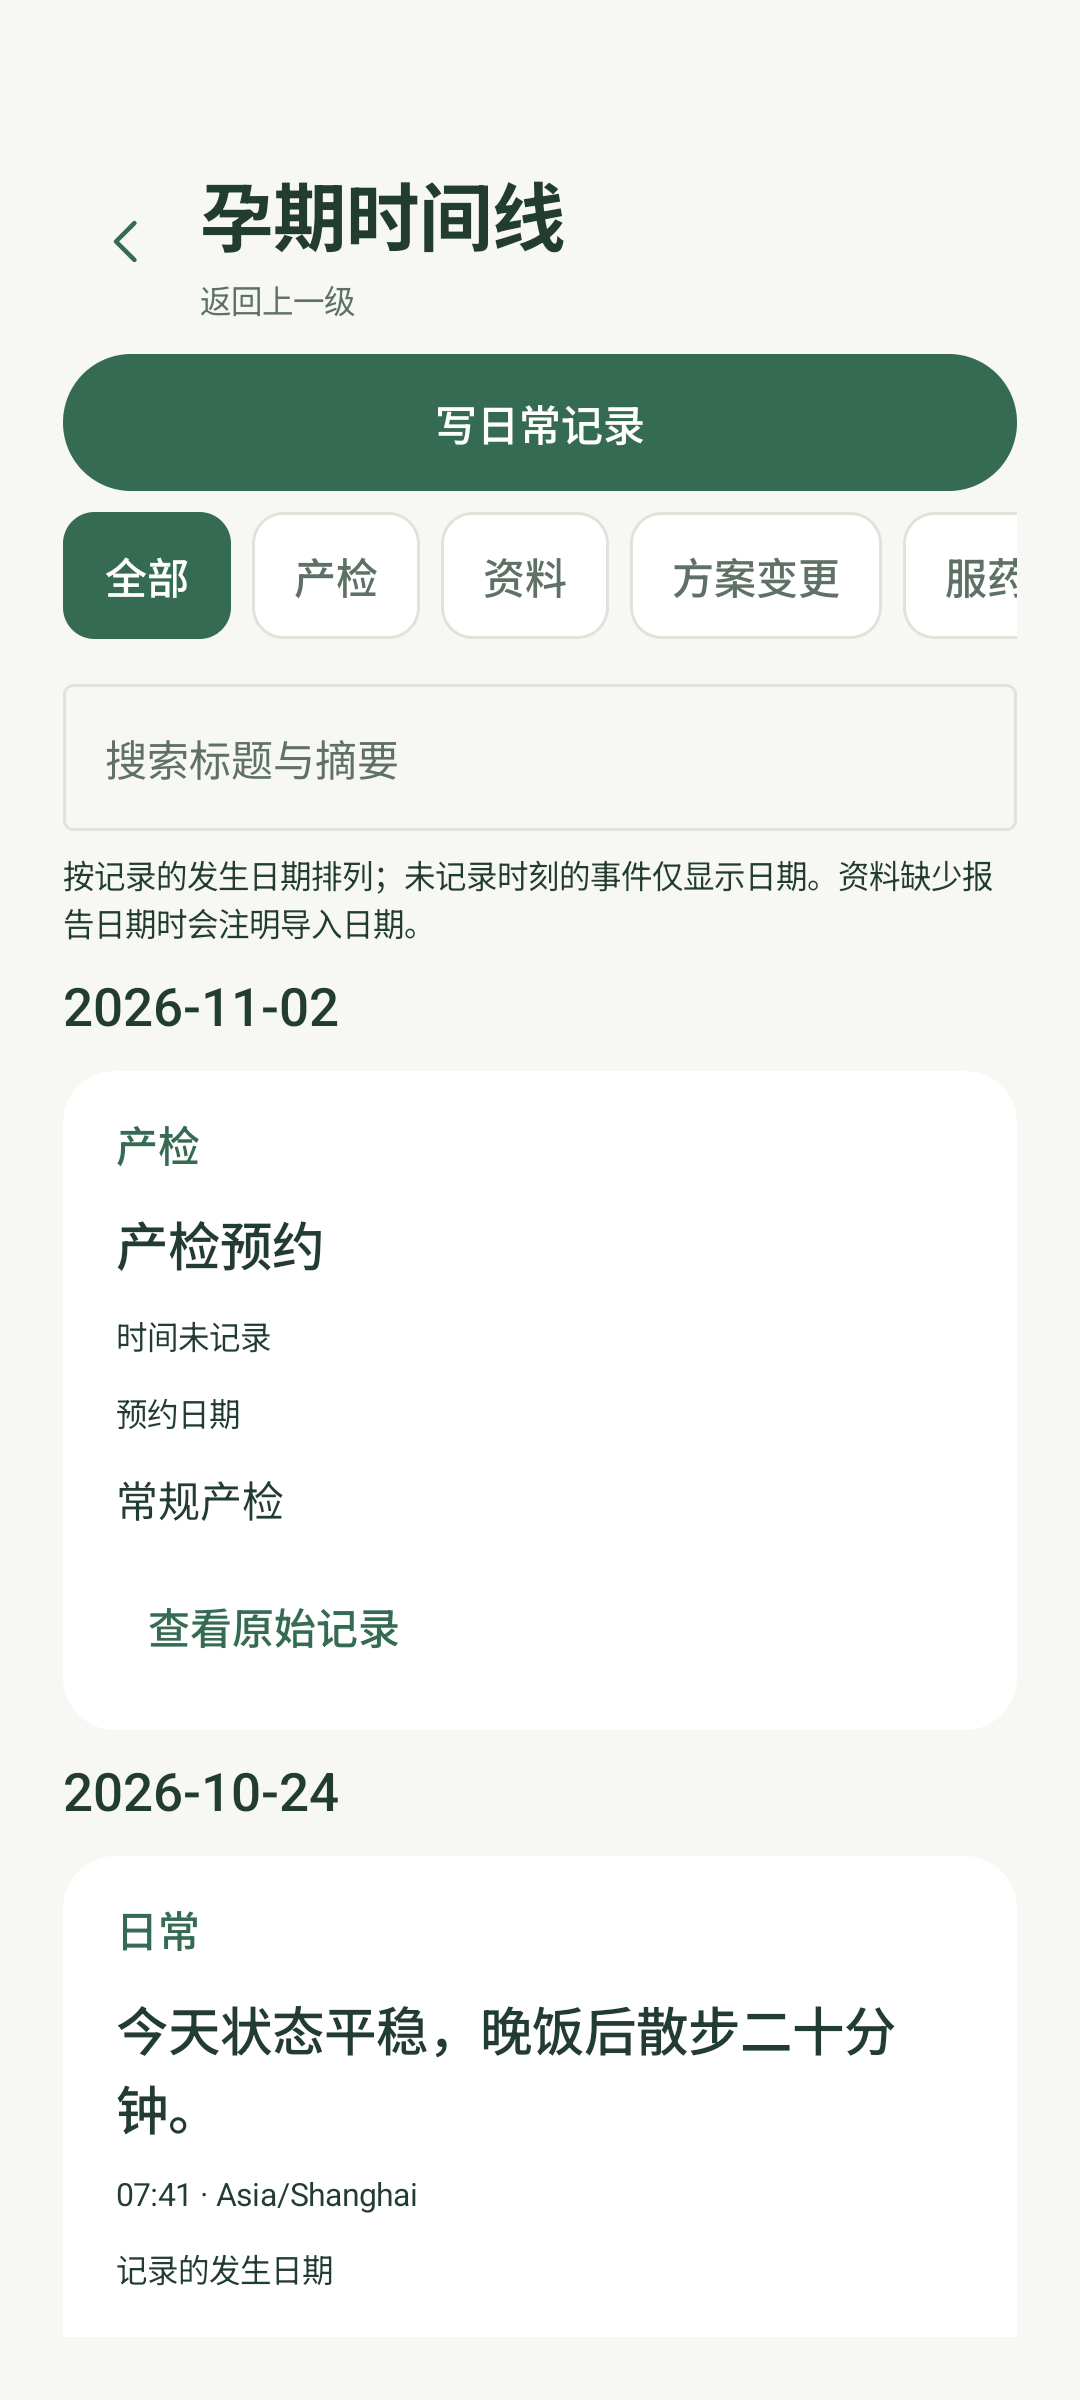 孕期时间线
返回上一级
写日常记录
全部
产检
资料
方案变更
服药
搜索标题与摘要
按记录的发生日期排列；未记录时刻的事件仅显示日期。资料缺少报
告日期时会注明导入日期。
2026-11-02
产检
产检预约
时间未记录
预约日期
常规产检
查看原始记录
2026-10-24
日常
今天状态平稳，晚饭后散步二十分
钟。
07:41 · Asia/Shanghai
记录的发生日期